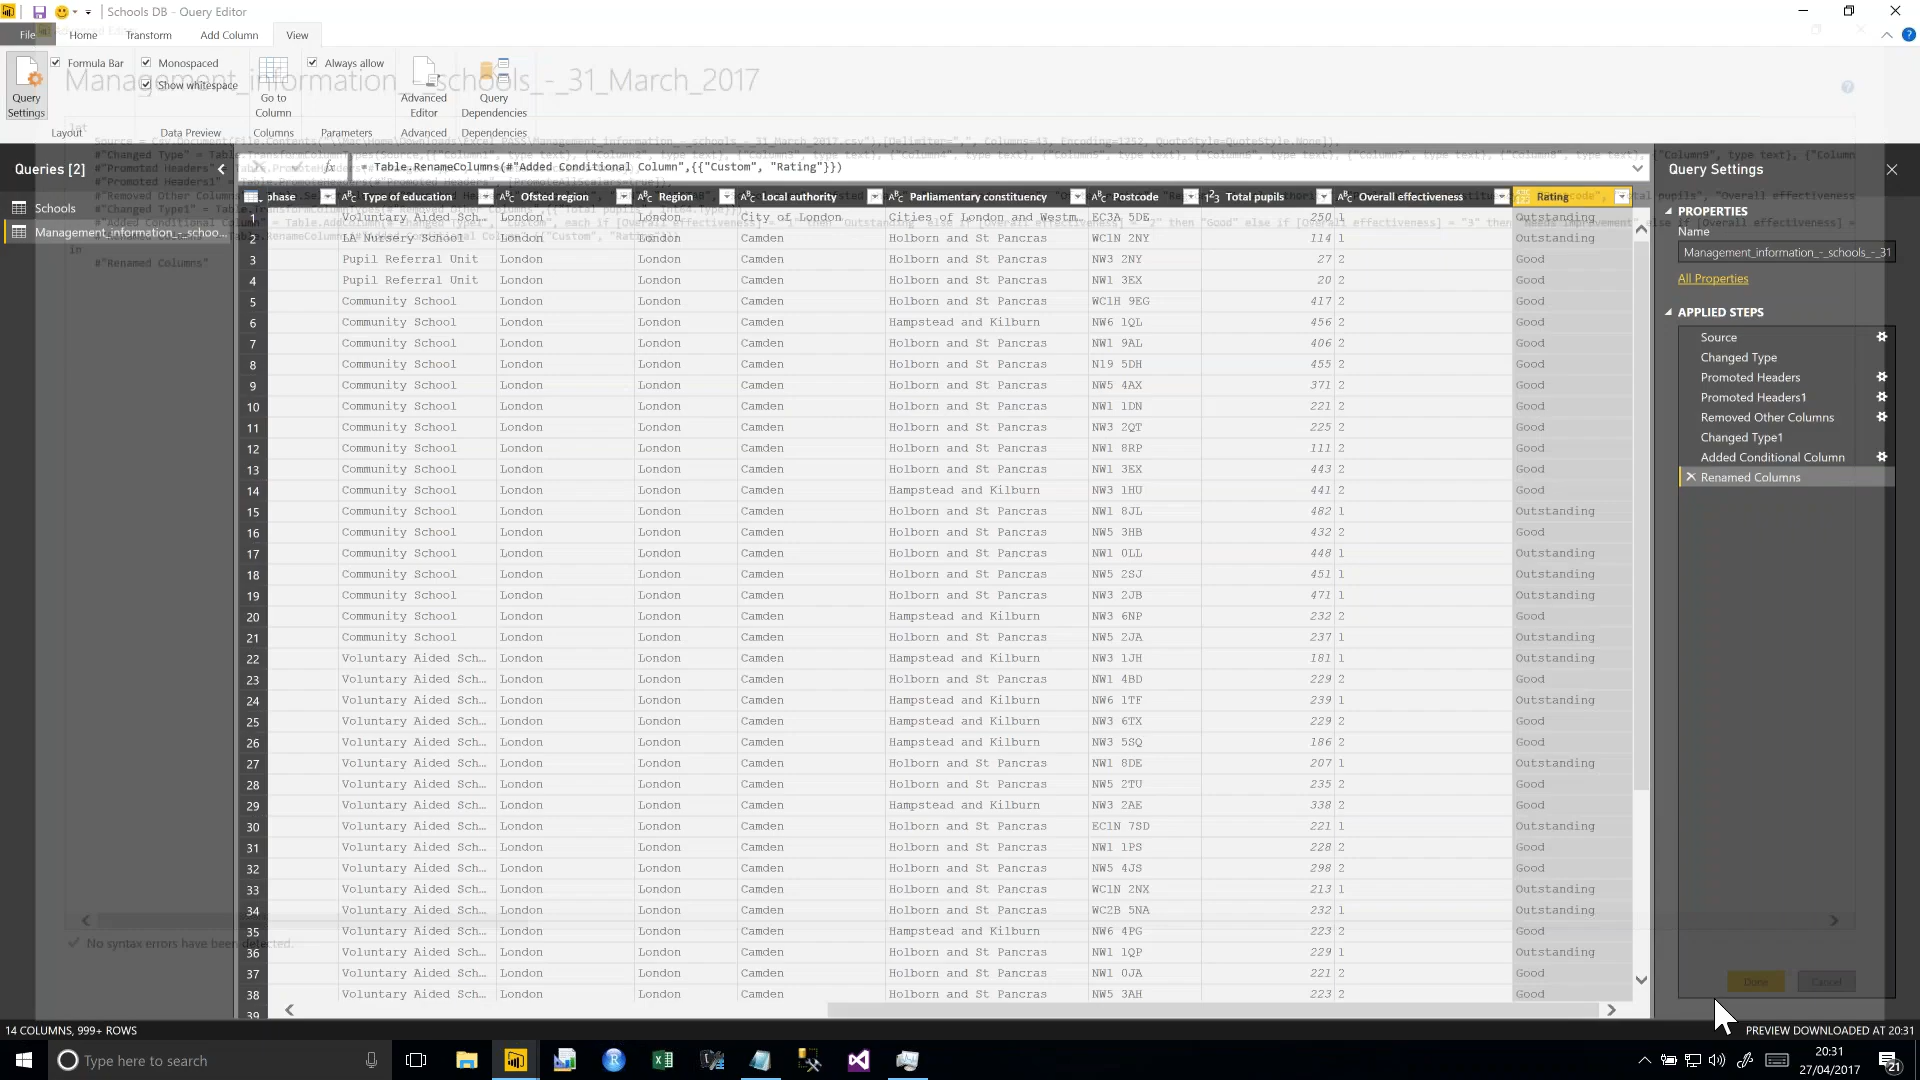 Schools DB - Query Editor
File Home Transform Add Column View
Formula Bar Monospaced Always allow
Show whitespace
Query Settings
Go to Column
Advanced Editor
Query Dependencies
Layout Data Preview Columns Parameters Advanced Dependencies
Management_information_-_schools_-_31_March_2017
let
in
#"Renamed Columns"
No syntax errors have been detected.
Done Cancel
Queries [2]
Schools
Management_information_-_schoo...
= Table.RenameColumns(#"Added Conditional Column",{{"Custom", "Rating"}})
phase Type of education Ofsted region Region Local authority Parliamentary constituency Postcode Total pupils Overall effectiveness Rating
1 Voluntary Aided Sch… London London City of London Cities of London and Westm… EC3A 5DE 250 1 Outstanding
2 LA Nursery School London London Camden Holborn and St Pancras WC1N 2NY 114 1 Outstanding
3 Pupil Referral Unit London London Camden Holborn and St Pancras NW3 2NY 27 2 Good
4 Pupil Referral Unit London London Camden Holborn and St Pancras NW1 3EX 20 2 Good
5 Community School London London Camden Holborn and St Pancras WC1H 9EG 417 2 Good
6 Community School London London Camden Hampstead and Kilburn NW6 1QL 456 2 Good
7 Community School London London Camden Holborn and St Pancras NW1 9AL 406 2 Good
8 Community School London London Camden Holborn and St Pancras N19 5DH 455 2 Good
9 Community School London London Camden Holborn and St Pancras NW5 4AX 371 2 Good
10 Community School London London Camden Holborn and St Pancras NW1 1DN 221 2 Good
11 Community School London London Camden Holborn and St Pancras NW3 2QT 225 2 Good
12 Community School London London Camden Holborn and St Pancras NW1 8RP 111 2 Good
13 Community School London London Camden Holborn and St Pancras NW1 3EX 443 2 Good
14 Community School London London Camden Hampstead and Kilburn NW3 1HU 441 2 Good
15 Community School London London Camden Holborn and St Pancras NW1 8JL 482 1 Outstanding
16 Community School London London Camden Holborn and St Pancras NW5 3HB 432 2 Good
17 Community School London London Camden Holborn and St Pancras NW1 0LL 448 1 Outstanding
18 Community School London London Camden Holborn and St Pancras NW5 2SJ 451 1 Outstanding
19 Community School London London Camden Holborn and St Pancras NW3 2JB 471 1 Outstanding
20 Community School London London Camden Hampstead and Kilburn NW3 6NP 232 2 Good
21 Community School London London Camden Holborn and St Pancras NW5 2JA 237 1 Outstanding
22 Voluntary Aided Sch… London London Camden Hampstead and Kilburn NW3 1JH 181 1 Outstanding
23 Voluntary Aided Sch… London London Camden Holborn and St Pancras NW1 4BD 229 2 Good
24 Voluntary Aided Sch… London London Camden Hampstead and Kilburn NW6 1TF 239 1 Outstanding
25 Voluntary Aided Sch… London London Camden Hampstead and Kilburn NW3 6TX 229 2 Good
26 Voluntary Aided Sch… London London Camden Hampstead and Kilburn NW3 5SQ 186 2 Good
27 Voluntary Aided Sch… London London Camden Holborn and St Pancras NW1 8DE 207 1 Outstanding
28 Voluntary Aided Sch… London London Camden Holborn and St Pancras NW5 2TU 235 2 Good
29 Voluntary Aided Sch… London London Camden Hampstead and Kilburn NW3 2AE 338 2 Good
30 Voluntary Aided Sch… London London Camden Holborn and St Pancras EC1N 7SD 221 1 Outstanding
31 Voluntary Aided Sch… London London Camden Holborn and St Pancras NW1 1PS 228 2 Good
32 Voluntary Aided Sch… London London Camden Holborn and St Pancras NW5 4JS 298 2 Good
33 Voluntary Aided Sch… London London Camden Holborn and St Pancras WC1N 2NX 213 1 Outstanding
34 Voluntary Aided Sch… London London Camden Holborn and St Pancras WC2B 5NA 232 1 Outstanding
35 Voluntary Aided Sch… London London Camden Hampstead and Kilburn NW6 4PG 223 2 Good
36 Voluntary Aided Sch… London London Camden Holborn and St Pancras NW1 1QP 229 1 Outstanding
37 Voluntary Aided Sch… London London Camden Holborn and St Pancras NW1 0JA 221 2 Good
38 Voluntary Aided Sch… London London Camden Holborn and St Pancras NW5 3AH 223 2 Good
39
Query Settings
PROPERTIES
Name
Management_information_-_schools_-_31
All Properties
APPLIED STEPS
Source
Changed Type
Promoted Headers
Promoted Headers1
Removed Other Columns
Changed Type1
Added Conditional Column
Renamed Columns
14 COLUMNS, 999+ ROWS
PREVIEW DOWNLOADED AT 20:31
Type here to search
20:31
27/04/2017
21